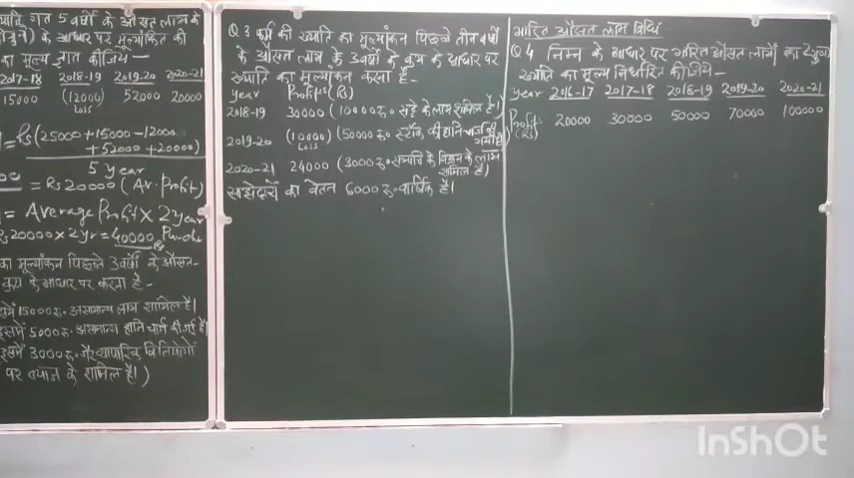 गत 5 वर्षों के औसत लाभ के
के आधार पर मूल्यांकित की
का मूल्य ज्ञात कीजिये -
2017-18 2018-19 2019-20 2020-21
15000 (12000) 52000 20000
Loss
= Rs (25000 + 15000 - 12000
+ 52000 + 20000)
5 year
= Rs 20000 (Av. Profit)
= Average Profit × 2 year
20000 × 2 yr = 40000
का मूल्यांकन पिछले 3 वर्षों के औसत
क्रय के आधार पर करना है -
15000 रु. असामान्य लाभ शामिल है।
इसमें 5000 रु. असामान्य हानि चार्ज की गई है।
इसमें 3000 रु. गैर व्यापारिक विनियोगों
पर ब्याज के शामिल है।)
Q.3 फर्म की ख्याति का मूल्यांकन पिछले तीन वर्षों
के औसत लाभ के 3 वर्षों के क्रय के आधार पर
ख्याति का मूल्यांकन करना है -
Year Profits (Rs)
2018-19 30000 (10000 रु. सट्टे के लाभ शामिल है।)
2019-20 (10000) (50000 रु. स्टॉक की हानि
Loss
2020-21 24000 (3000 रु. सम्पत्ति के विक्रय के लाभ
शामिल है)
साझेदारों का वेतन 6000 रु. वार्षिक है।
भारित औसत लाभ विधि
Q.4 निम्न के आधार पर भारित औसत लाभों का 2 गुना
ख्याति का मूल्य निर्धारित कीजिये -
Year 2016-17 2017-18 2018-19 2019-20 2020-21
Profit 20000 30000 50000 70000 100000
(Rs)
InShOt